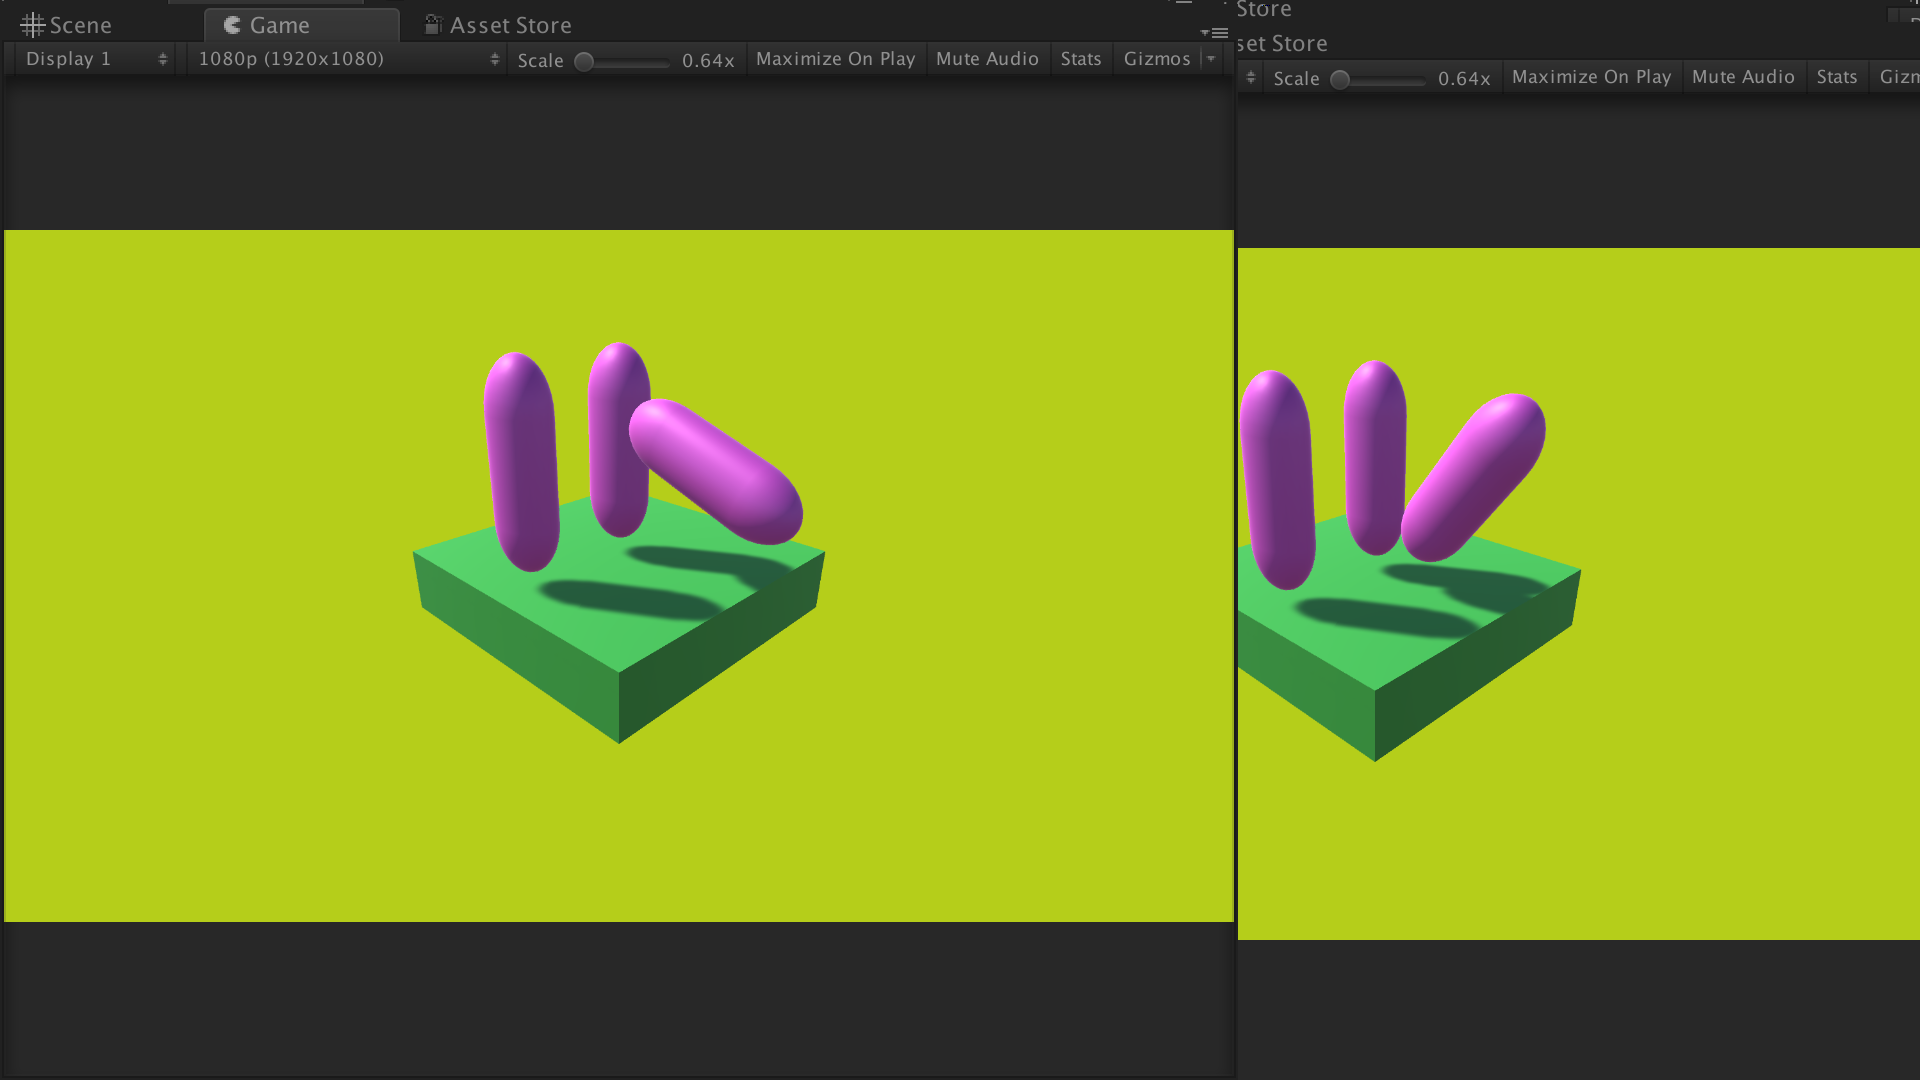 Scene Game Asset Store
Display 1 1080p (1920x1080) Scale 0.64x Maximize On Play Mute Audio Stats Gizmos
Store
set Store
Scale 0.64x Maximize On Play Mute Audio Stats Gizm